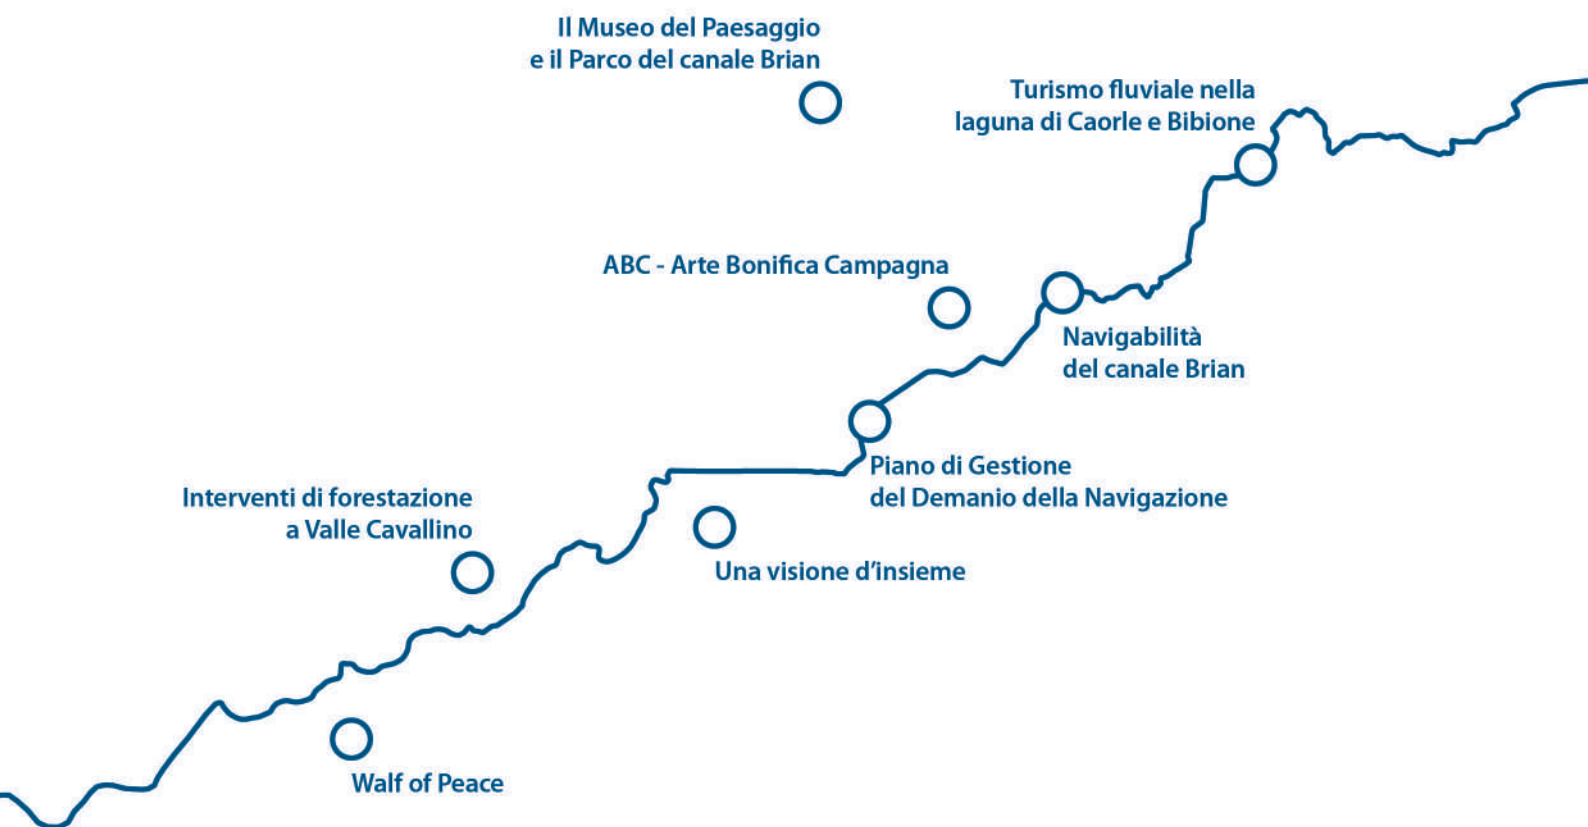 Il Museo del Paesaggio
e il Parco del canale Brian
Turismo fluviale nella
laguna di Caorle e Bibione
ABC - Arte Bonifica Campagna
Navigabilità
del canale Brian
Piano di Gestione
del Demanio della Navigazione
Interventi di forestazione
a Valle Cavallino
Una visione d’insieme
Walf of Peace